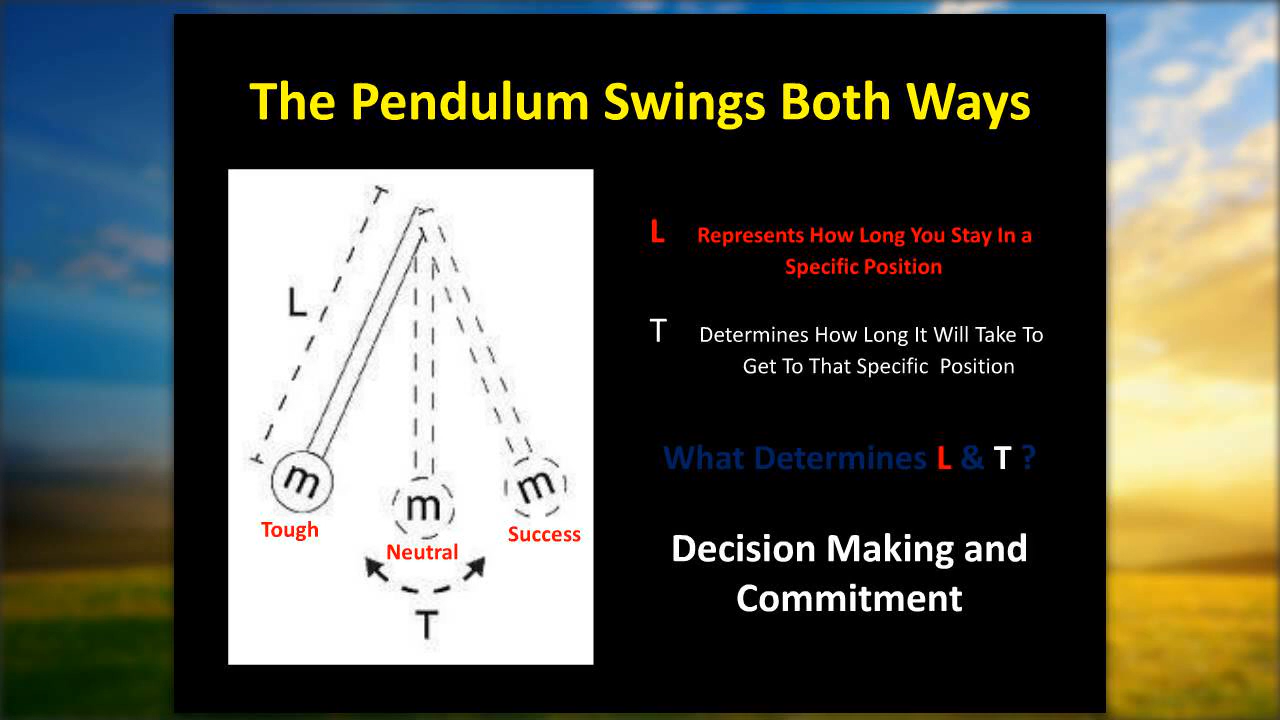 The Pendulum Swings Both Ways
L
m
Tough
m
Neutral
m
Success
T
L Represents How Long You Stay In a
Specific Position
T Determines How Long It Will Take To
Get To That Specific Position
What Determines L & T ?
Decision Making and
Commitment